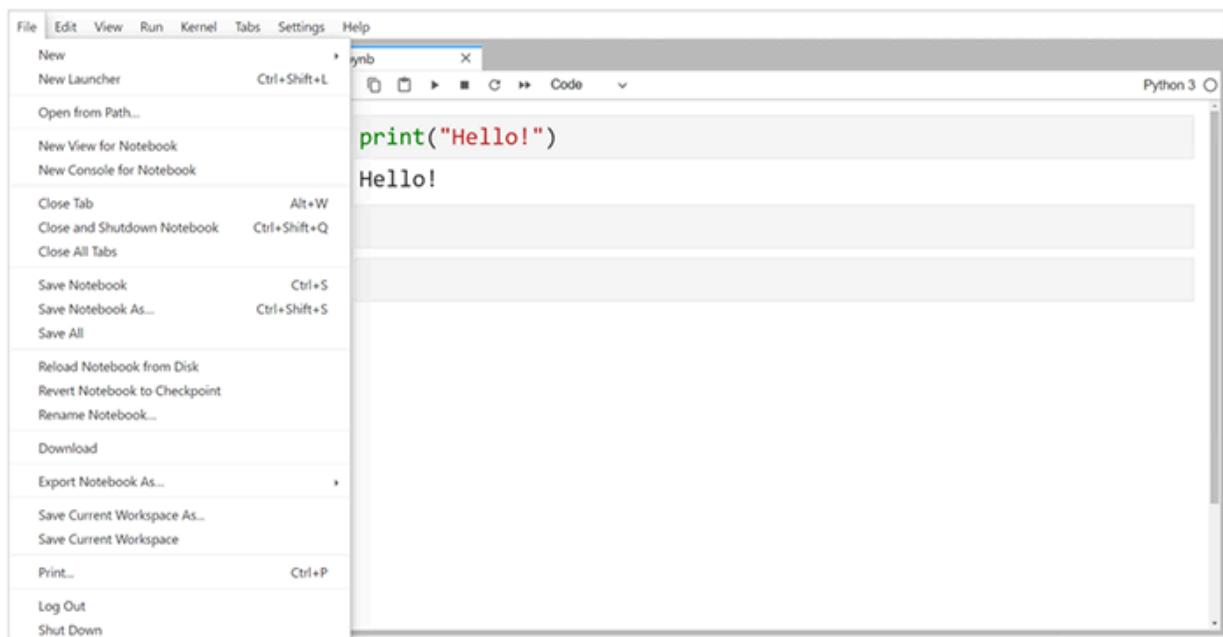 File Edit View Run Kernel Tabs Settings Help
New
New Launcher Ctrl+Shift+L
Open from Path...
New View for Notebook
New Console for Notebook
Close Tab Alt+W
Close and Shutdown Notebook Ctrl+Shift+Q
Close All Tabs
Save Notebook Ctrl+S
Save Notebook As... Ctrl+Shift+S
Save All
Reload Notebook from Disk
Revert Notebook to Checkpoint
Rename Notebook...
Download
Export Notebook As...
Save Current Workspace As...
Save Current Workspace
Print... Ctrl+P
Log Out
Shut Down
ynb
Code Python 3
print("Hello!")
Hello!